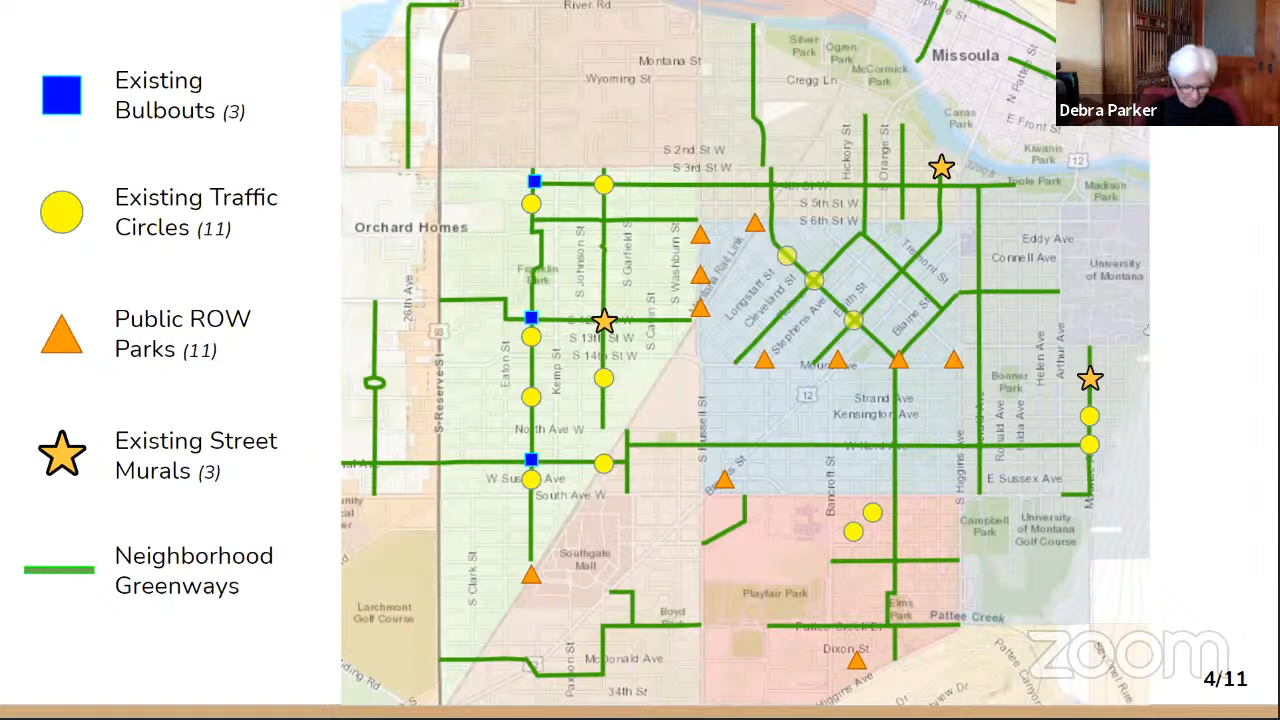 Existing
Bulbouts (3)
Existing Traffic
Circles (11)
Public ROW
Parks (11)
Existing Street
Murals (3)
Neighborhood
Greenways
River Rd
Montana St
Wyoming St
Silver
Park
Ogren
Park
McCormick
Park
Cregg Ln
Missoula
N Pattee St
Caras
Park
E Front St
Kiwanis
Park
12
Toole Park
Madison
Park
Debra Parker
S 2nd St W
S 3rd St W
S 5th St W
S 6th St W
Hickory St
S Orange St
Orchard Homes
26th Ave
93
S Reserve St
Franklin
Park
S Johnson St
S Garfield St
S Washburn St
S Catlin St
S 13th St W
S 14th St W
Eaton St
Kemp St
North Ave W
South Ave W
S Clark St
Southgate
Mall
S Russell St
Longstaff St
Cleveland St
Stephens Ave
Tremont St
Blaine St
12
Strand Ave
Kensington Ave
Bancroft St
S Higgins Ave
Eddy Ave
Connell Ave
University
of Montana
Bonner
Park
Helen Ave
Arthur Ave
Ronald Ave
E Sussex Ave
Campbell
Park
University
of Montana
Golf Course
Larchmont
Golf Course
Playfair Park
Elms
Park
Pattee Creek
Dixon St
Higgins Ave
Boyd
McDonald Ave
Paxson St
34th St
zoom
4/11